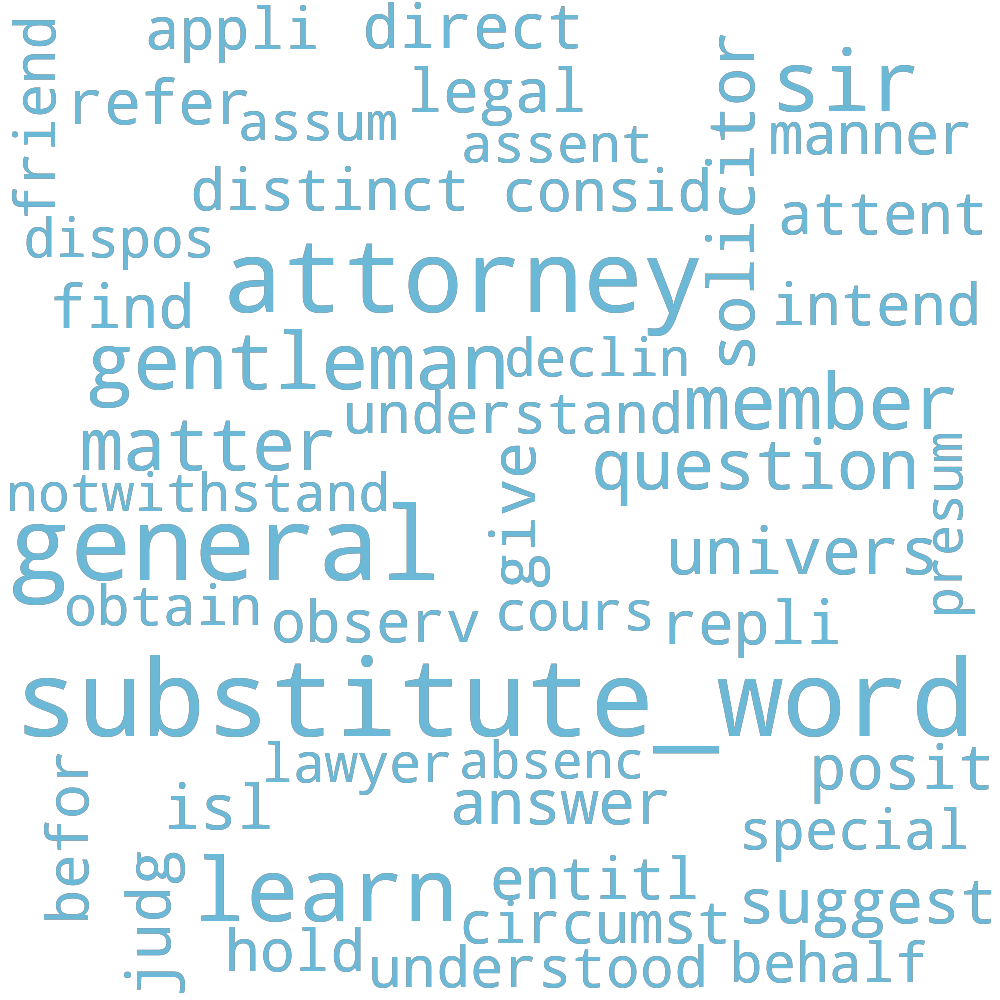 appli
direct
friend
refer
assum
legal
assent
solicitor
sir
manner
distinct
consid
attent
dispos
find
attorney
intend
gentleman
declin
understand
member
matter
question
presum
notwithstand
general
give
univers
obtain
observ
cours
repli
substitute_word
befor
lawyer
absenc
posit
isl
answer
special
judg
learn
entitl
suggest
circumst
hold
understood
behalf